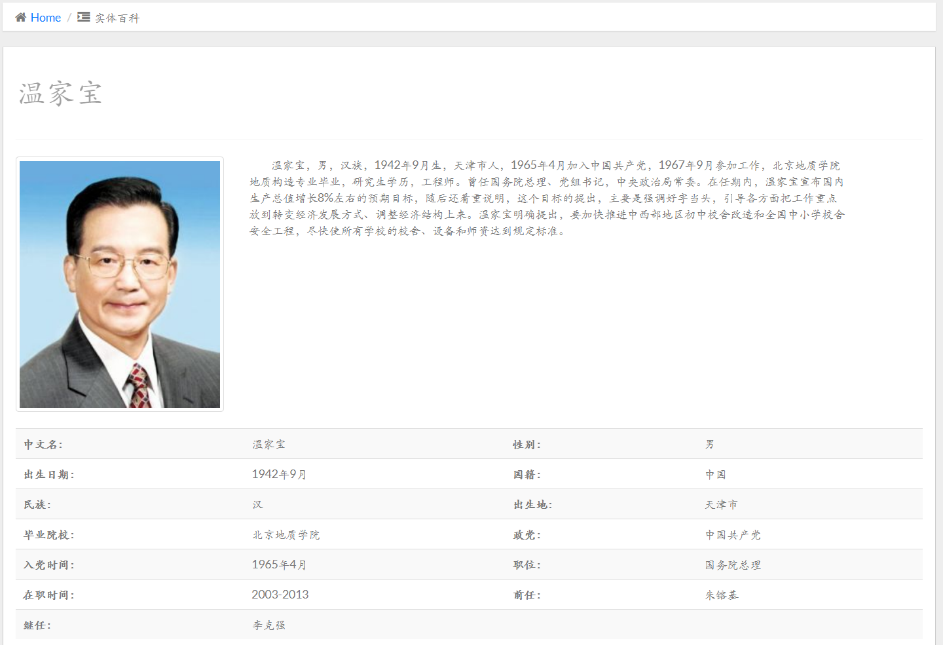 Home / 实体百科
温家宝
温家宝，男，汉族，1942年9月生，天津市人，1965年4月加入中国共产党，1967年9月参加工作，北京地质学院
地质构造专业毕业，研究生学历，工程师。曾任国务院总理、党组书记，中央政治局常委。在任期内，温家宝宣布国内
生产总值增长8%左右的预期目标，随后还着重说明，这个目标的提出，主要是强调好字当头，引导各方面把工作重点
放到转变经济发展方式、调整经济结构上来。温家宝明确提出，要加快推进中西部地区初中校舍改造和全国中小学校舍
安全工程，尽快使所有学校的校舍、设备和师资达到规定标准。
中文名： 温家宝 性别： 男
出生日期： 1942年9月 国籍： 中国
民族： 汉 出生地： 天津市
毕业院校： 北京地质学院 政党： 中国共产党
入党时间： 1965年4月 职位： 国务院总理
在职时间： 2003-2013 前任： 朱镕基
继任： 李克强